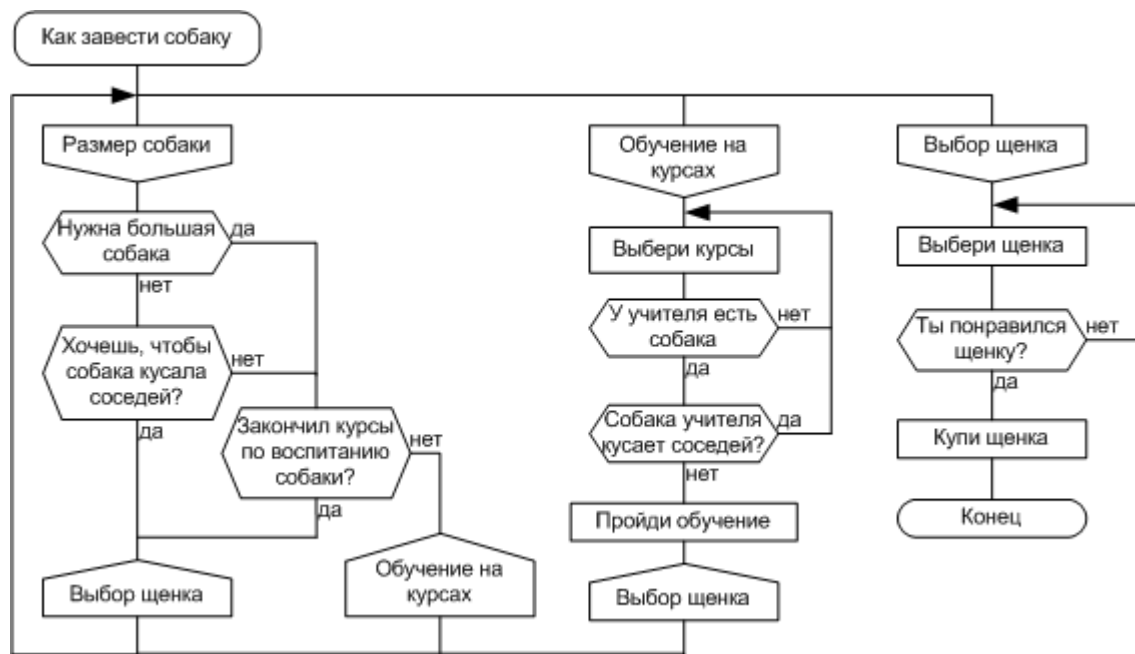 Как завести собаку
Размер собаки
Нужна большая
собака
да
нет
Хочешь, чтобы
собака кусала
соседей?
нет
да
Закончил курсы
по воспитанию
собаки?
нет
да
Выбор щенка
Обучение на
курсах
Обучение на
курсах
Выбери курсы
У учителя есть
собака
нет
да
Собака учителя
кусает соседей?
да
нет
Пройди обучение
Выбор щенка
Выбор щенка
Выбери щенка
Ты понравился
щенку?
нет
да
Купи щенка
Конец